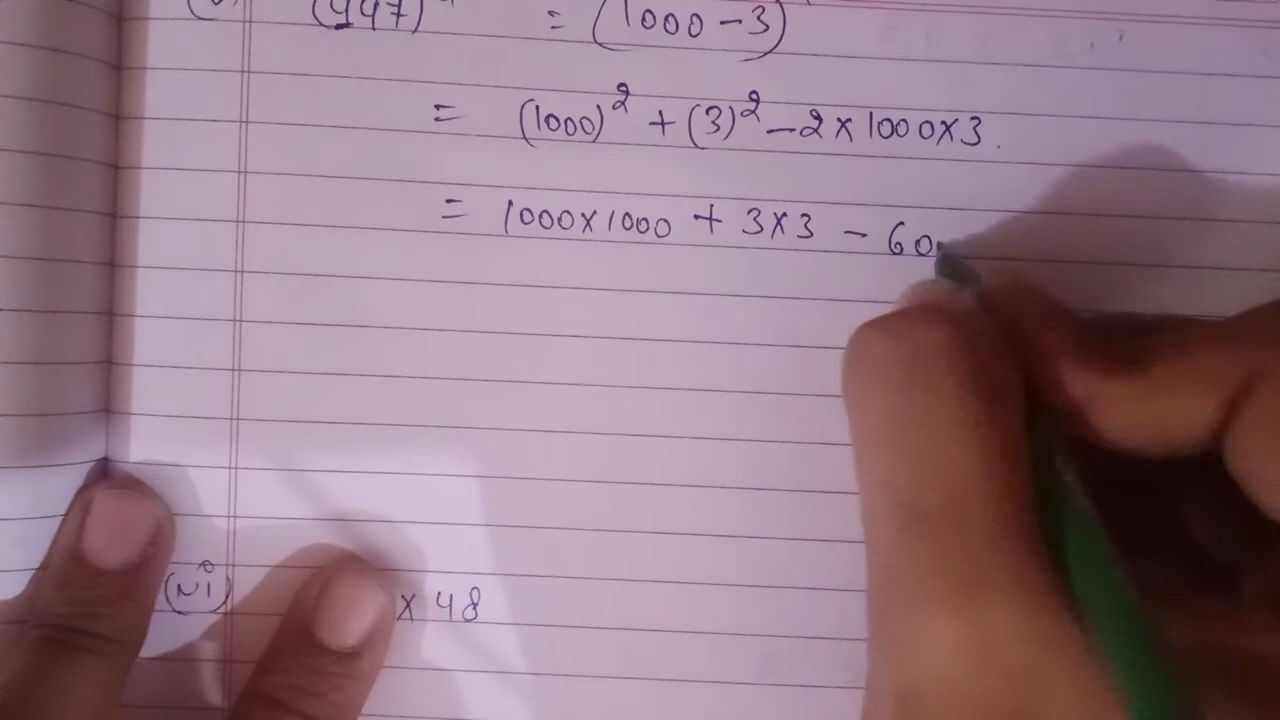 (997) = (1000 - 3)
= (1000)² + (3)² - 2 × 1000 × 3.
= 1000 × 1000 + 3 × 3 - 60
(vi) × 48